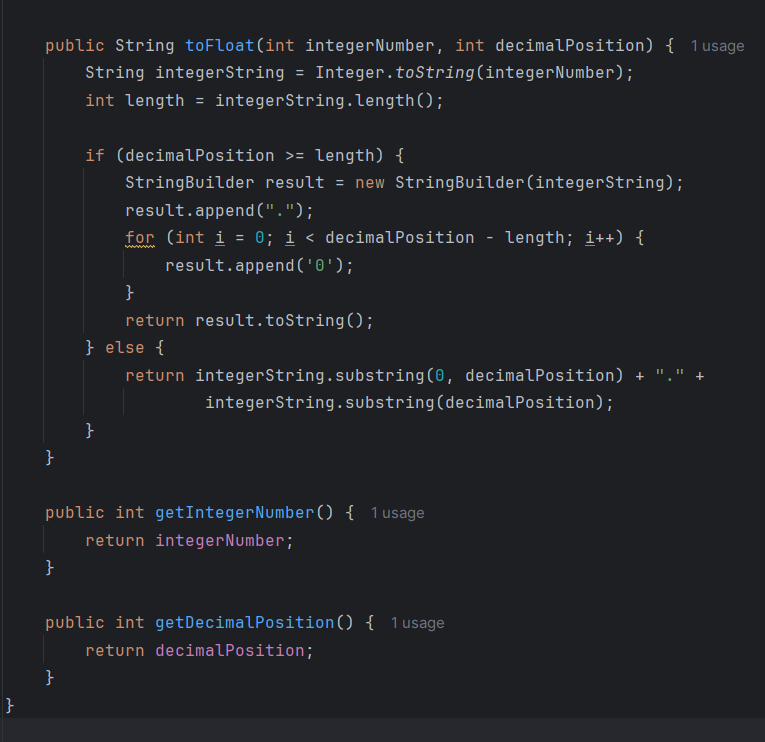 public String toFloat(int integerNumber, int decimalPosition) { 1 usage
String integerString = Integer.toString(integerNumber);
int length = integerString.length();
if (decimalPosition >= length) {
StringBuilder result = new StringBuilder(integerString);
result.append(".");
for (int i = 0; i < decimalPosition - length; i++) {
result.append('0');
}
return result.toString();
} else {
return integerString.substring(0, decimalPosition) + "." +
integerString.substring(decimalPosition);
}
}
public int getIntegerNumber() { 1 usage
return integerNumber;
}
public int getDecimalPosition() { 1 usage
return decimalPosition;
}
}